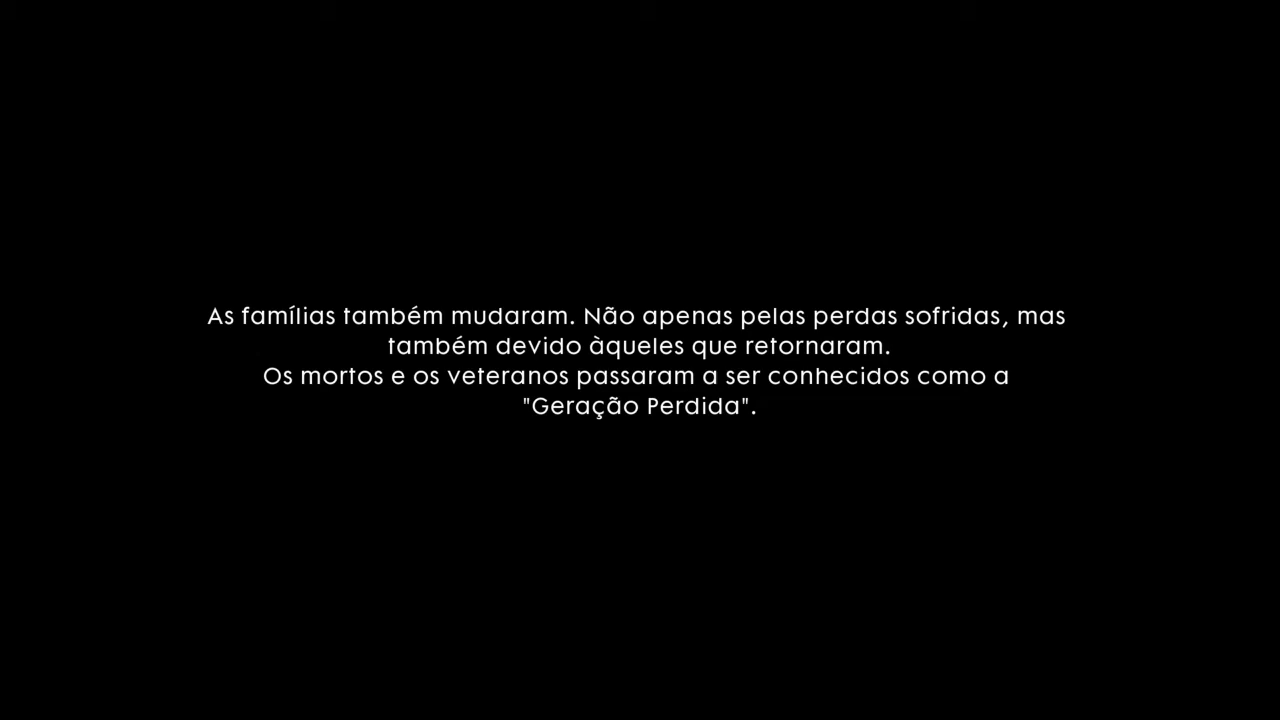 As famílias também mudaram. Não apenas pelas perdas sofridas, mas
também devido àqueles que retornaram.
Os mortos e os veteranos passaram a ser conhecidos como a
"Geração Perdida".